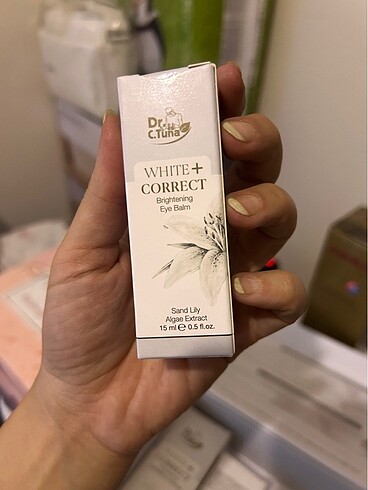 Dr.
C.Tuna
WHITE+
CORRECT
Brightening
Eye Balm
Sand Lily
Algae Extract
15 ml ℮ 0.5 fl.oz.